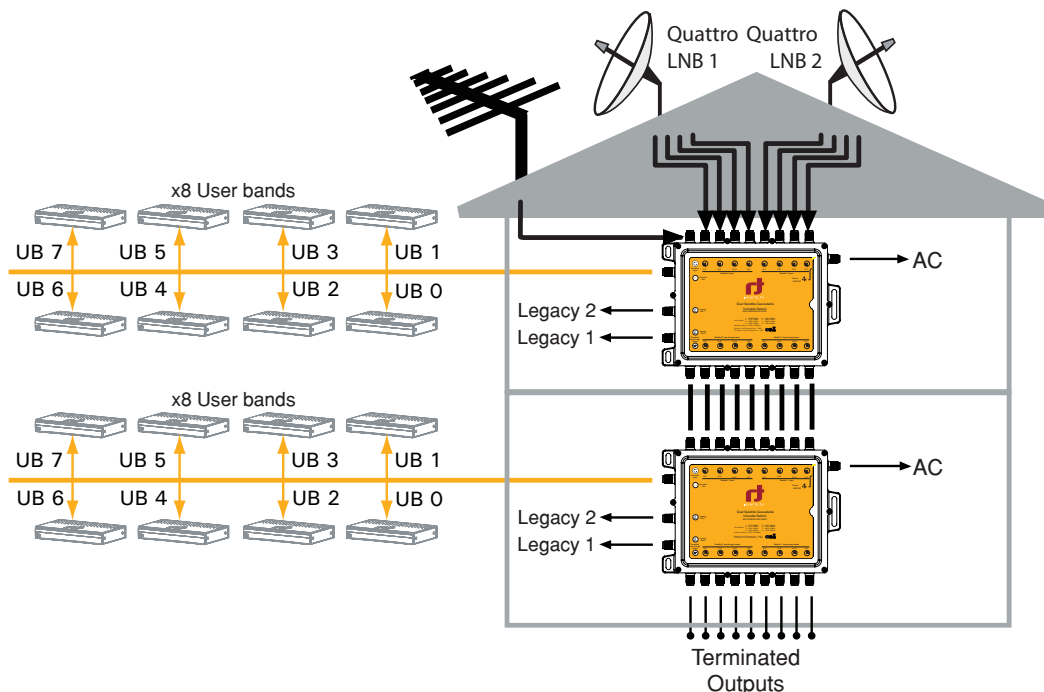 Quattro Quattro
LNB 1 LNB 2
x8 User bands
UB 7 UB 5 UB 3 UB 1
UB 6 UB 4 UB 2 UB 0
AC
Legacy 2
Legacy 1
x8 User bands
UB 7 UB 5 UB 3 UB 1
UB 6 UB 4 UB 2 UB 0
AC
Legacy 2
Legacy 1
Terminated
Outputs